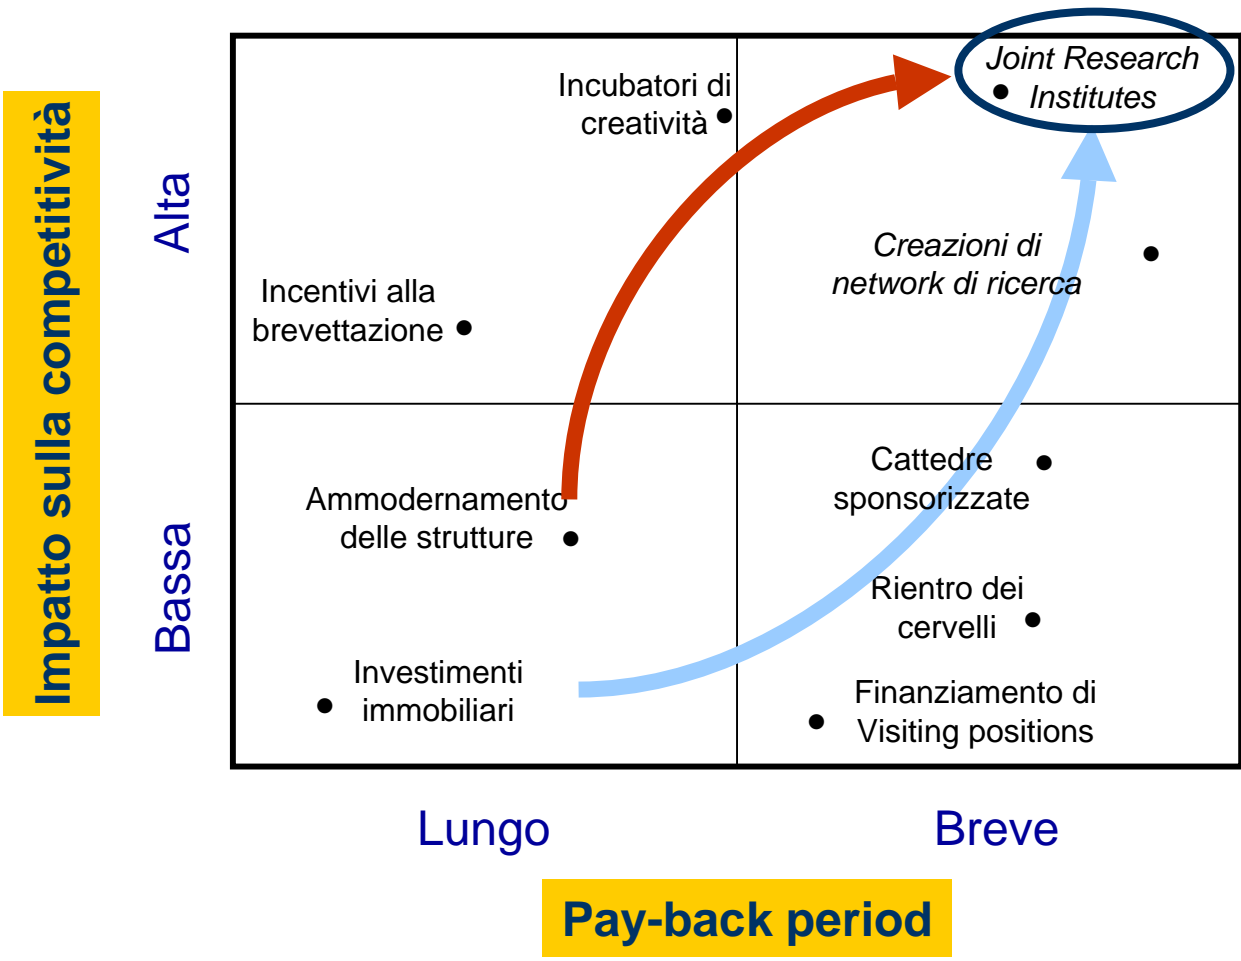 Impatto sulla competitività
Alta
Bassa
Joint Research
Institutes
Incubatori di
creatività
Creazioni di
network di ricerca
Incentivi alla
brevettazione
Cattedre
sponsorizzate
Ammodernamento
delle strutture
Rientro dei
cervelli
Investimenti
immobiliari
Finanziamento di
Visiting positions
Lungo
Breve
Pay-back period